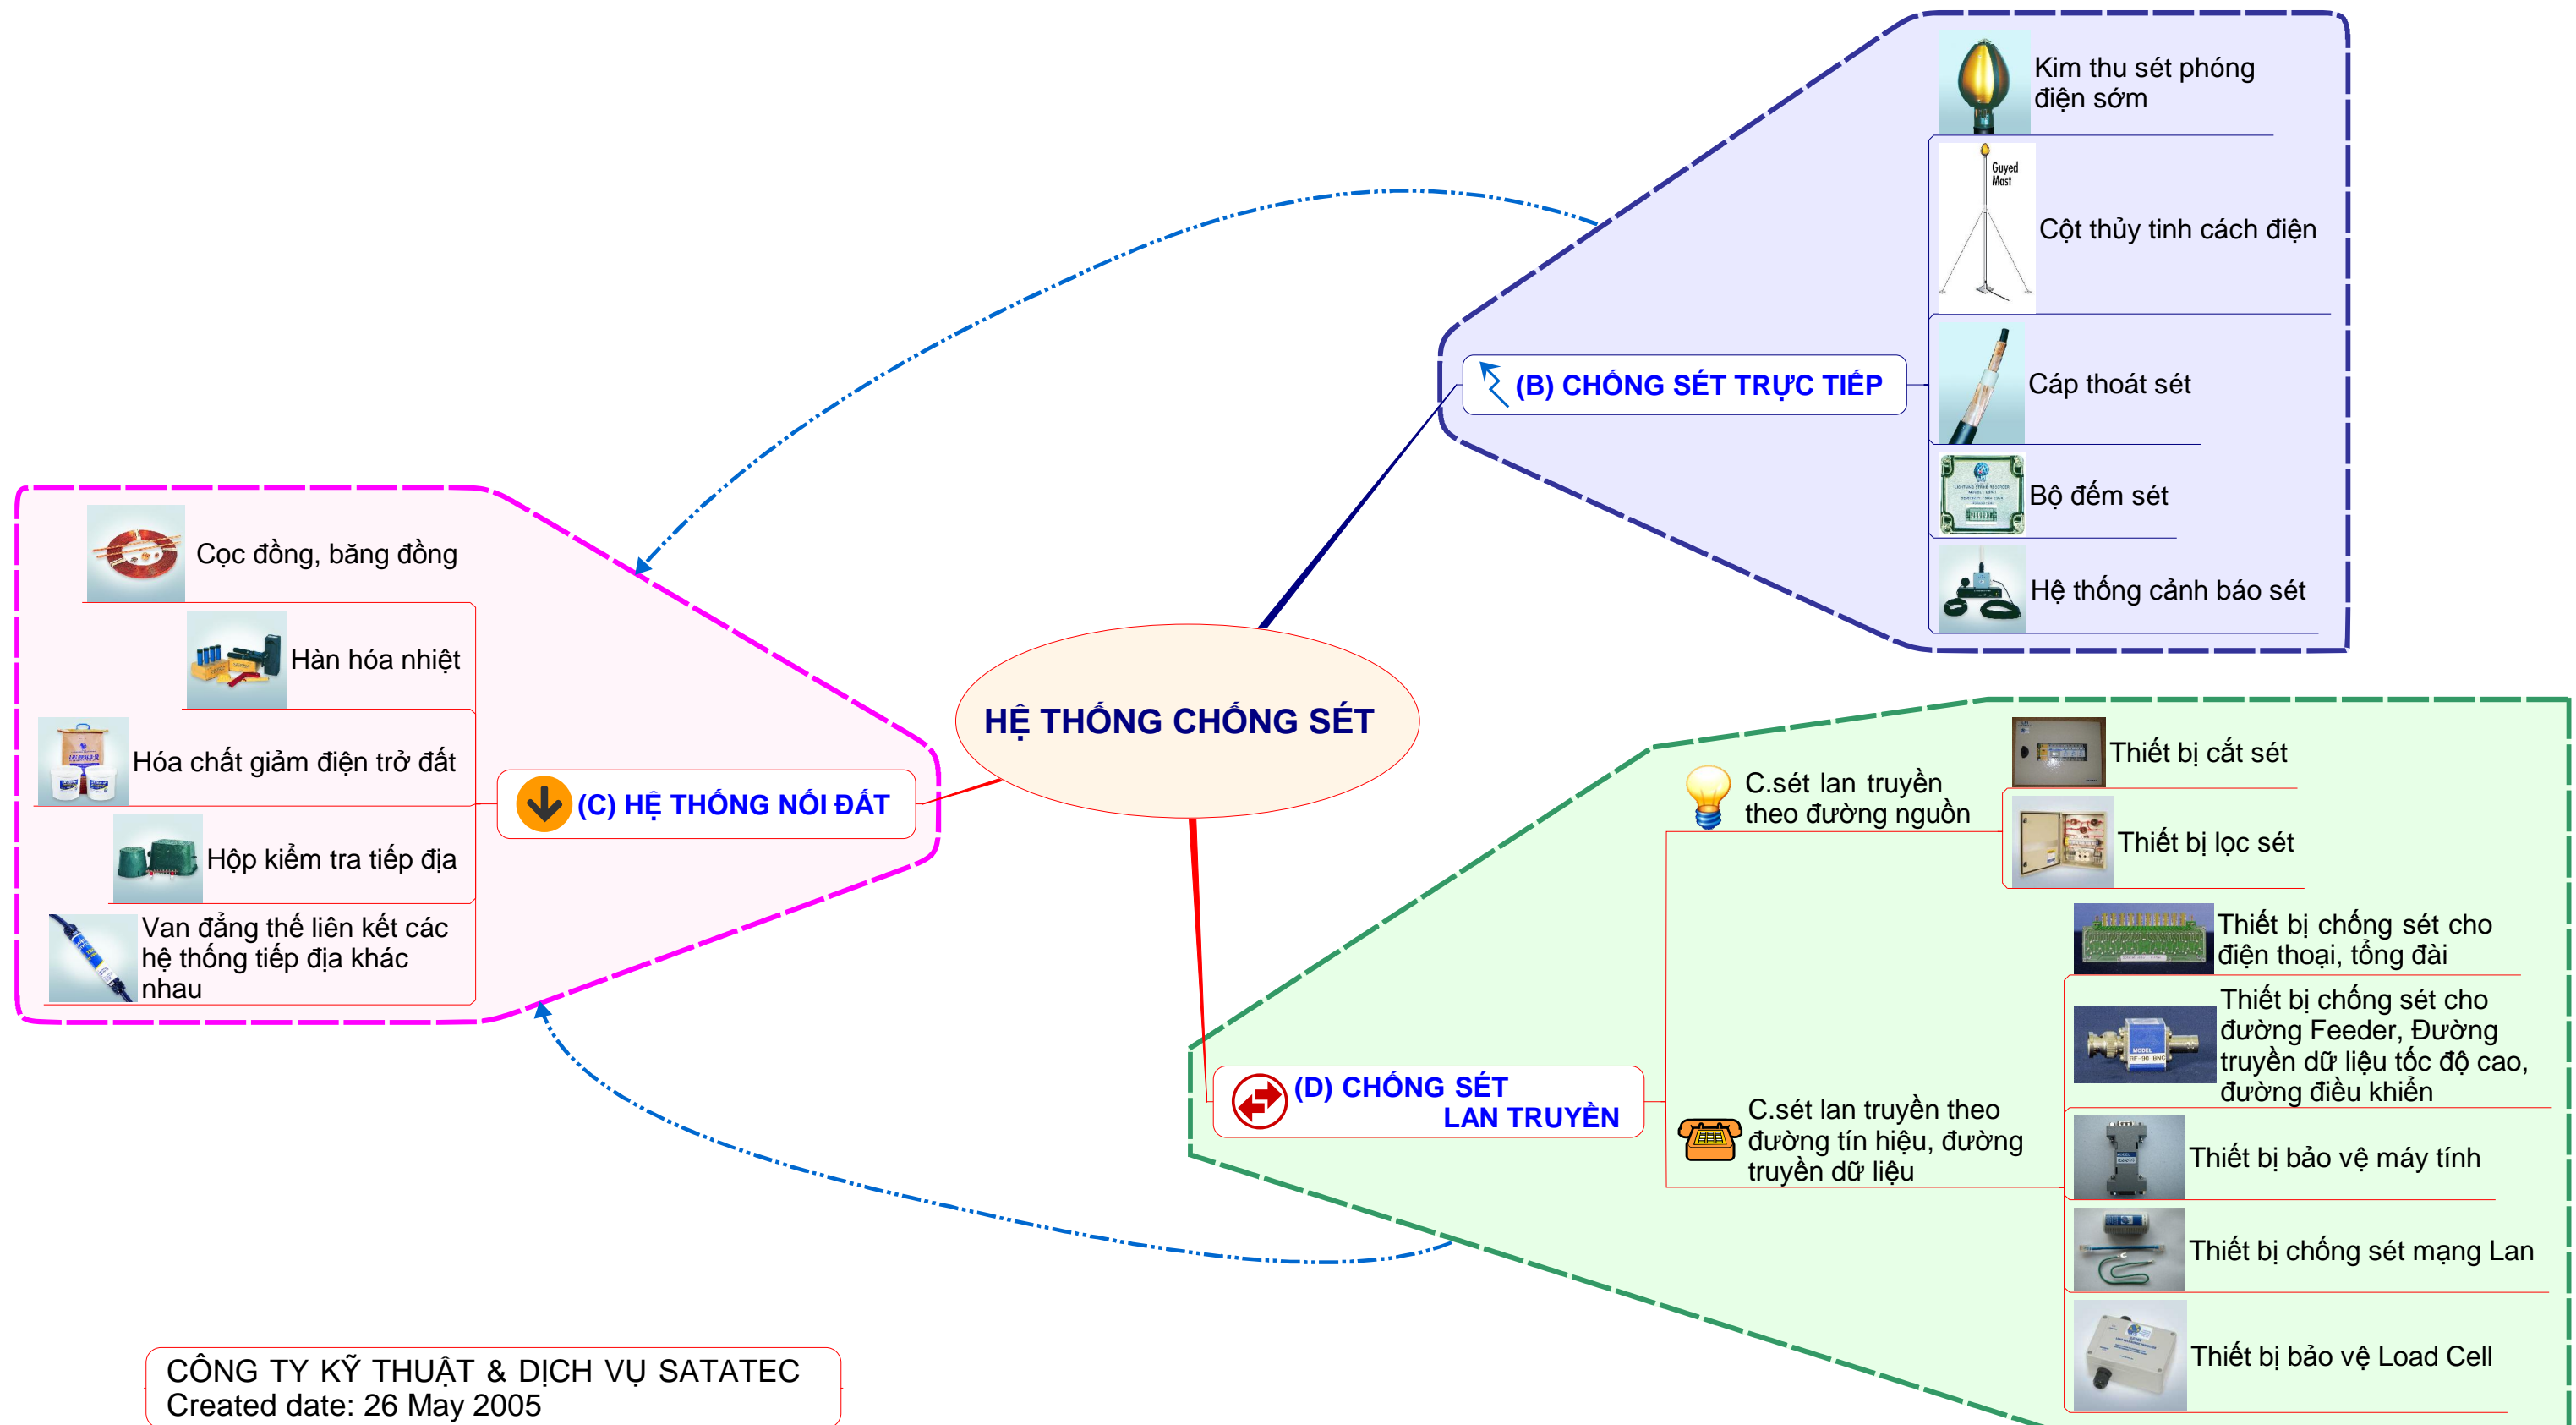 Kim thu sét phóng
điện sớm
Guyed
Mast
Cột thủy tinh cách điện
(B) CHỐNG SÉT TRỰC TIẾP
Cáp thoát sét
Bộ đếm sét
Hệ thống cảnh báo sét
Cọc đồng, băng đồng
Hàn hóa nhiệt
Hóa chất giảm điện trở đất
(C) HỆ THỐNG NỐI ĐẤT
Hộp kiểm tra tiếp địa
Van đẳng thế liên kết các
hệ thống tiếp địa khác
nhau
HỆ THỐNG CHỐNG SÉT
(D) CHỐNG SÉT
LAN TRUYỀN
C.sét lan truyền
theo đường nguồn
Thiết bị cắt sét
Thiết bị lọc sét
C.sét lan truyền theo
đường tín hiệu, đường
truyền dữ liệu
Thiết bị chống sét cho
điện thoại, tổng đài
Thiết bị chống sét cho
đường Feeder, Đường
truyền dữ liệu tốc độ cao,
đường điều khiển
MODEL
RF-90 BNC
Thiết bị bảo vệ máy tính
Thiết bị chống sét mạng Lan
Thiết bị bảo vệ Load Cell
CÔNG TY KỸ THUẬT & DỊCH VỤ SATATEC
Created date: 26 May 2005